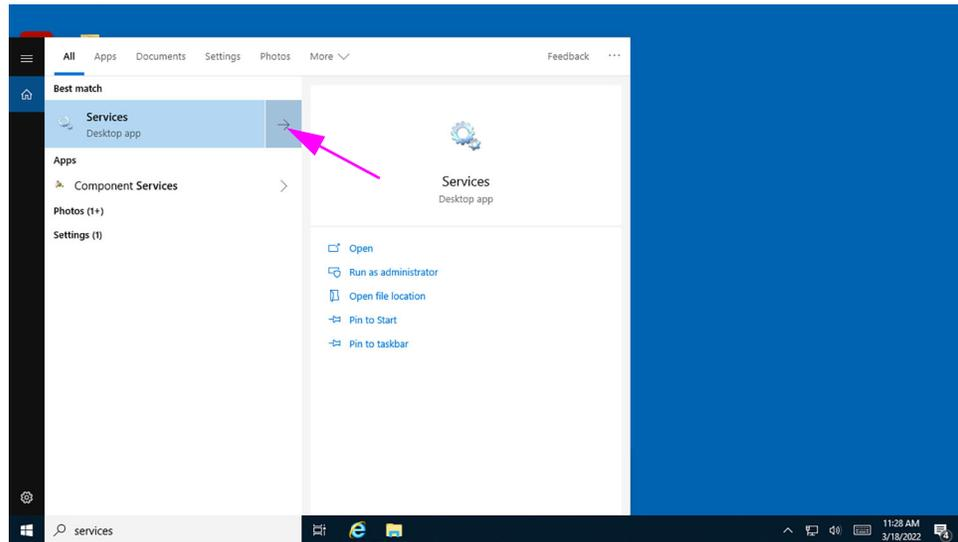 All Apps Documents Settings Photos More Feedback ...
Best match
Services
Desktop app
Apps
Component Services
Photos (1+)
Settings (1)
Services
Desktop app
Open
Run as administrator
Open file location
Pin to Start
Pin to taskbar
services
11:28 AM
3/18/2022
4